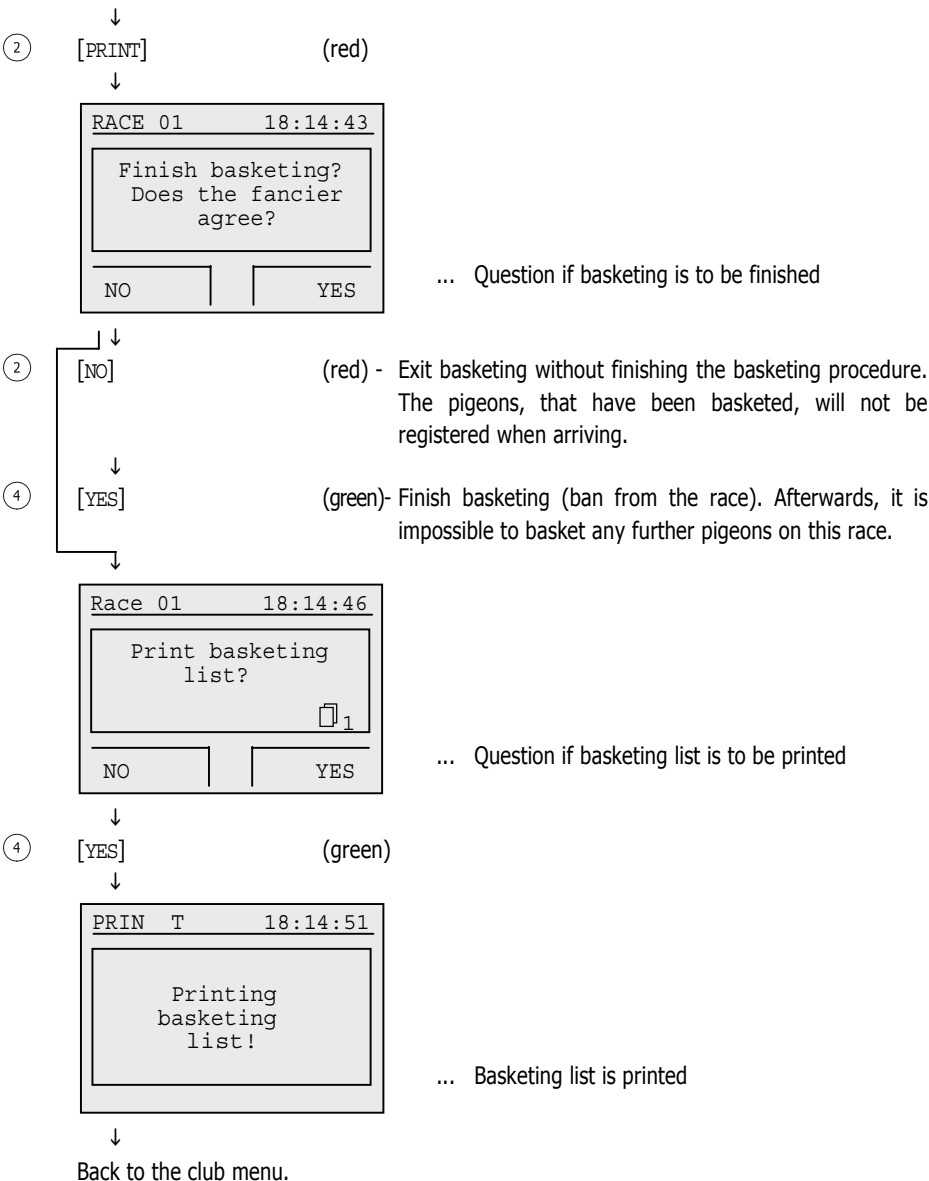 ↓
2 [PRINT] (red)
↓
RACE 01 18:14:43
Finish basketing?
Does the fancier
agree?
NO YES
... Question if basketing is to be finished
↓
2 [NO] (red) - Exit basketing without finishing the basketing procedure.
The pigeons, that have been basketed, will not be
registered when arriving.
↓
4 [YES] (green)- Finish basketing (ban from the race). Afterwards, it is
impossible to basket any further pigeons on this race.
↓
Race 01 18:14:46
Print basketing
list?
1
NO YES
... Question if basketing list is to be printed
↓
4 [YES] (green)
↓
PRIN T 18:14:51
Printing
basketing
list!
... Basketing list is printed
↓
Back to the club menu.